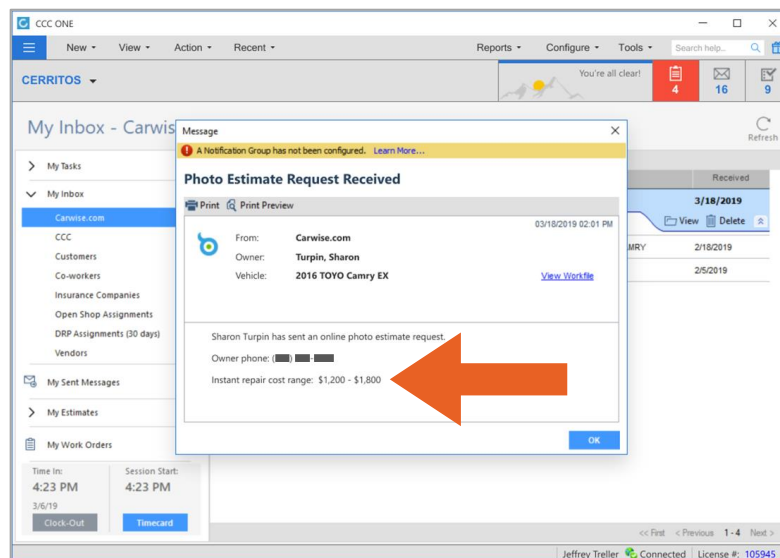 CCC ONE
New View Action Recent Reports Configure Tools Search help..
CERRITOS You're all clear! 4 16 9
My Inbox - Carwis Refresh
Message
A Notification Group has not been configured. Learn More...
Photo Estimate Request Received
Print Print Preview
03/18/2019 02:01 PM
From: Carwise.com
Owner: Turpin, Sharon
Vehicle: 2016 TOYO Camry EX View Workfile
Sharon Turpin has sent an online photo estimate request.
Owner phone: ( ) -
Instant repair cost range: $1,200 - $1,800
OK
My Tasks
My Inbox
Carwise.com
CCC
Customers
Co-workers
Insurance Companies
Open Shop Assignments
DRP Assignments (30 days)
Vendors
My Sent Messages
My Estimates
My Work Orders
Received
3/18/2019
View Delete
MRY 2/18/2019
2/5/2019
Time In: Session Start:
4:23 PM 4:23 PM
3/6/19
Clock-Out Timecard
<< First < Previous 1 - 4 Next >
Jeffrey Treller Connected License #: 105945